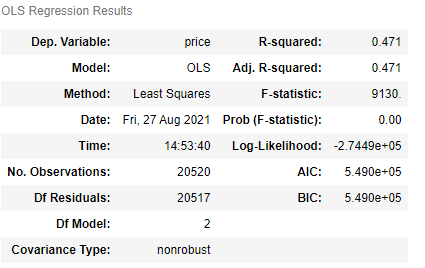 OLS Regression Results
Dep. Variable: price R-squared: 0.471
Model: OLS Adj. R-squared: 0.471
Method: Least Squares F-statistic: 9130.
Date: Fri, 27 Aug 2021 Prob (F-statistic): 0.00
Time: 14:53:40 Log-Likelihood: -2.7449e+05
No. Observations: 20520 AIC: 5.490e+05
Df Residuals: 20517 BIC: 5.490e+05
Df Model: 2
Covariance Type: nonrobust